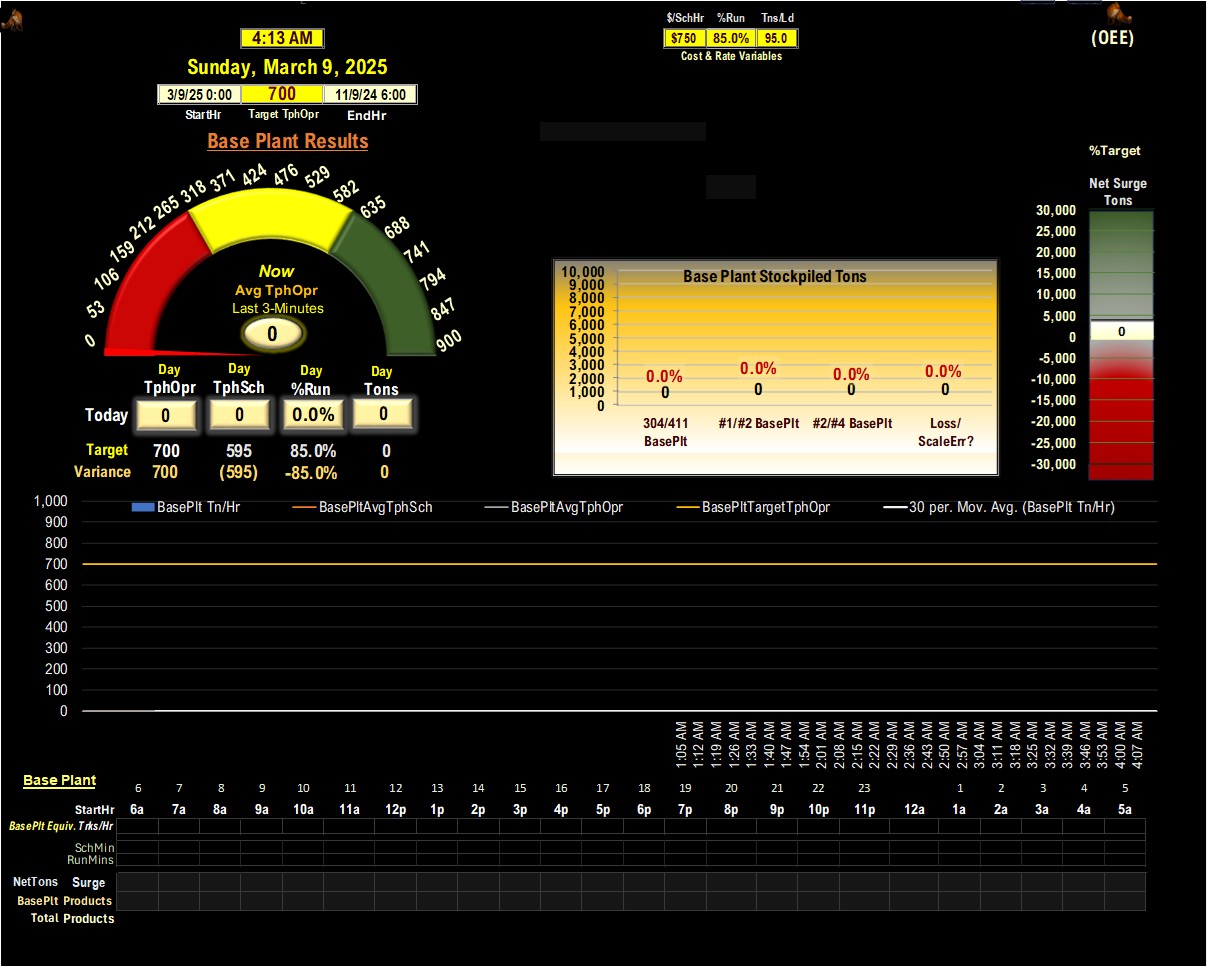 $/SchHr %Run Tns/Ld
4:13 AM
$750 85.0% 95.0
(OEE)
Cost & Rate Variables
Sunday, March 9, 2025
3/9/25 0:00 700 11/9/24 6:00
StartHr Target TphOpr EndHr
Base Plant Results
%Target
Net Surge
Tons
0 53 106 159 212 265 318 371 424 476 529 582 635 688 741 794 847 900
Now
Avg TphOpr
Last 3-Minutes
0
30,000
25,000
20,000
15,000
10,000
5,000
0
-5,000
-10,000
-15,000
-20,000
-25,000
-30,000
0
Base Plant Stockpiled Tons
10,000
9,000
8,000
7,000
6,000
5,000
4,000
3,000
2,000
1,000
0
0.0% 0.0% 0.0% 0.0%
0 0 0 0
304/411 BasePlt
#1/#2 BasePlt
#2/#4 BasePlt
Loss/ ScaleErr?
Day Day Day Day
TphOpr TphSch %Run Tons
Today 0 0 0.0% 0
Target 700 595 85.0% 0
Variance 700 (595) -85.0% 0
BasePlt Tn/Hr BasePltAvgTphSch BasePltAvgTphOpr BasePltTargetTphOpr 30 per. Mov. Avg. (BasePlt Tn/Hr)
1,000
900
800
700
600
500
400
300
200
100
0
1:05 AM
1:12 AM
1:19 AM
1:26 AM
1:33 AM
1:40 AM
1:47 AM
1:54 AM
2:01 AM
2:08 AM
2:15 AM
2:22 AM
2:29 AM
2:36 AM
2:43 AM
2:50 AM
2:57 AM
3:04 AM
3:11 AM
3:18 AM
3:25 AM
3:32 AM
3:39 AM
3:46 AM
3:53 AM
4:00 AM
4:07 AM
Base Plant
6 7 8 9 10 11 12 13 14 15 16 17 18 19 20 21 22 23 1 2 3 4 5
StartHr 6a 7a 8a 9a 10a 11a 12p 1p 2p 3p 4p 5p 6p 7p 8p 9p 10p 11p 12a 1a 2a 3a 4a 5a
BasePlt Equiv. Trks/Hr
SchMin
RunMins
NetTons Surge
BasePlt Products
Total Products